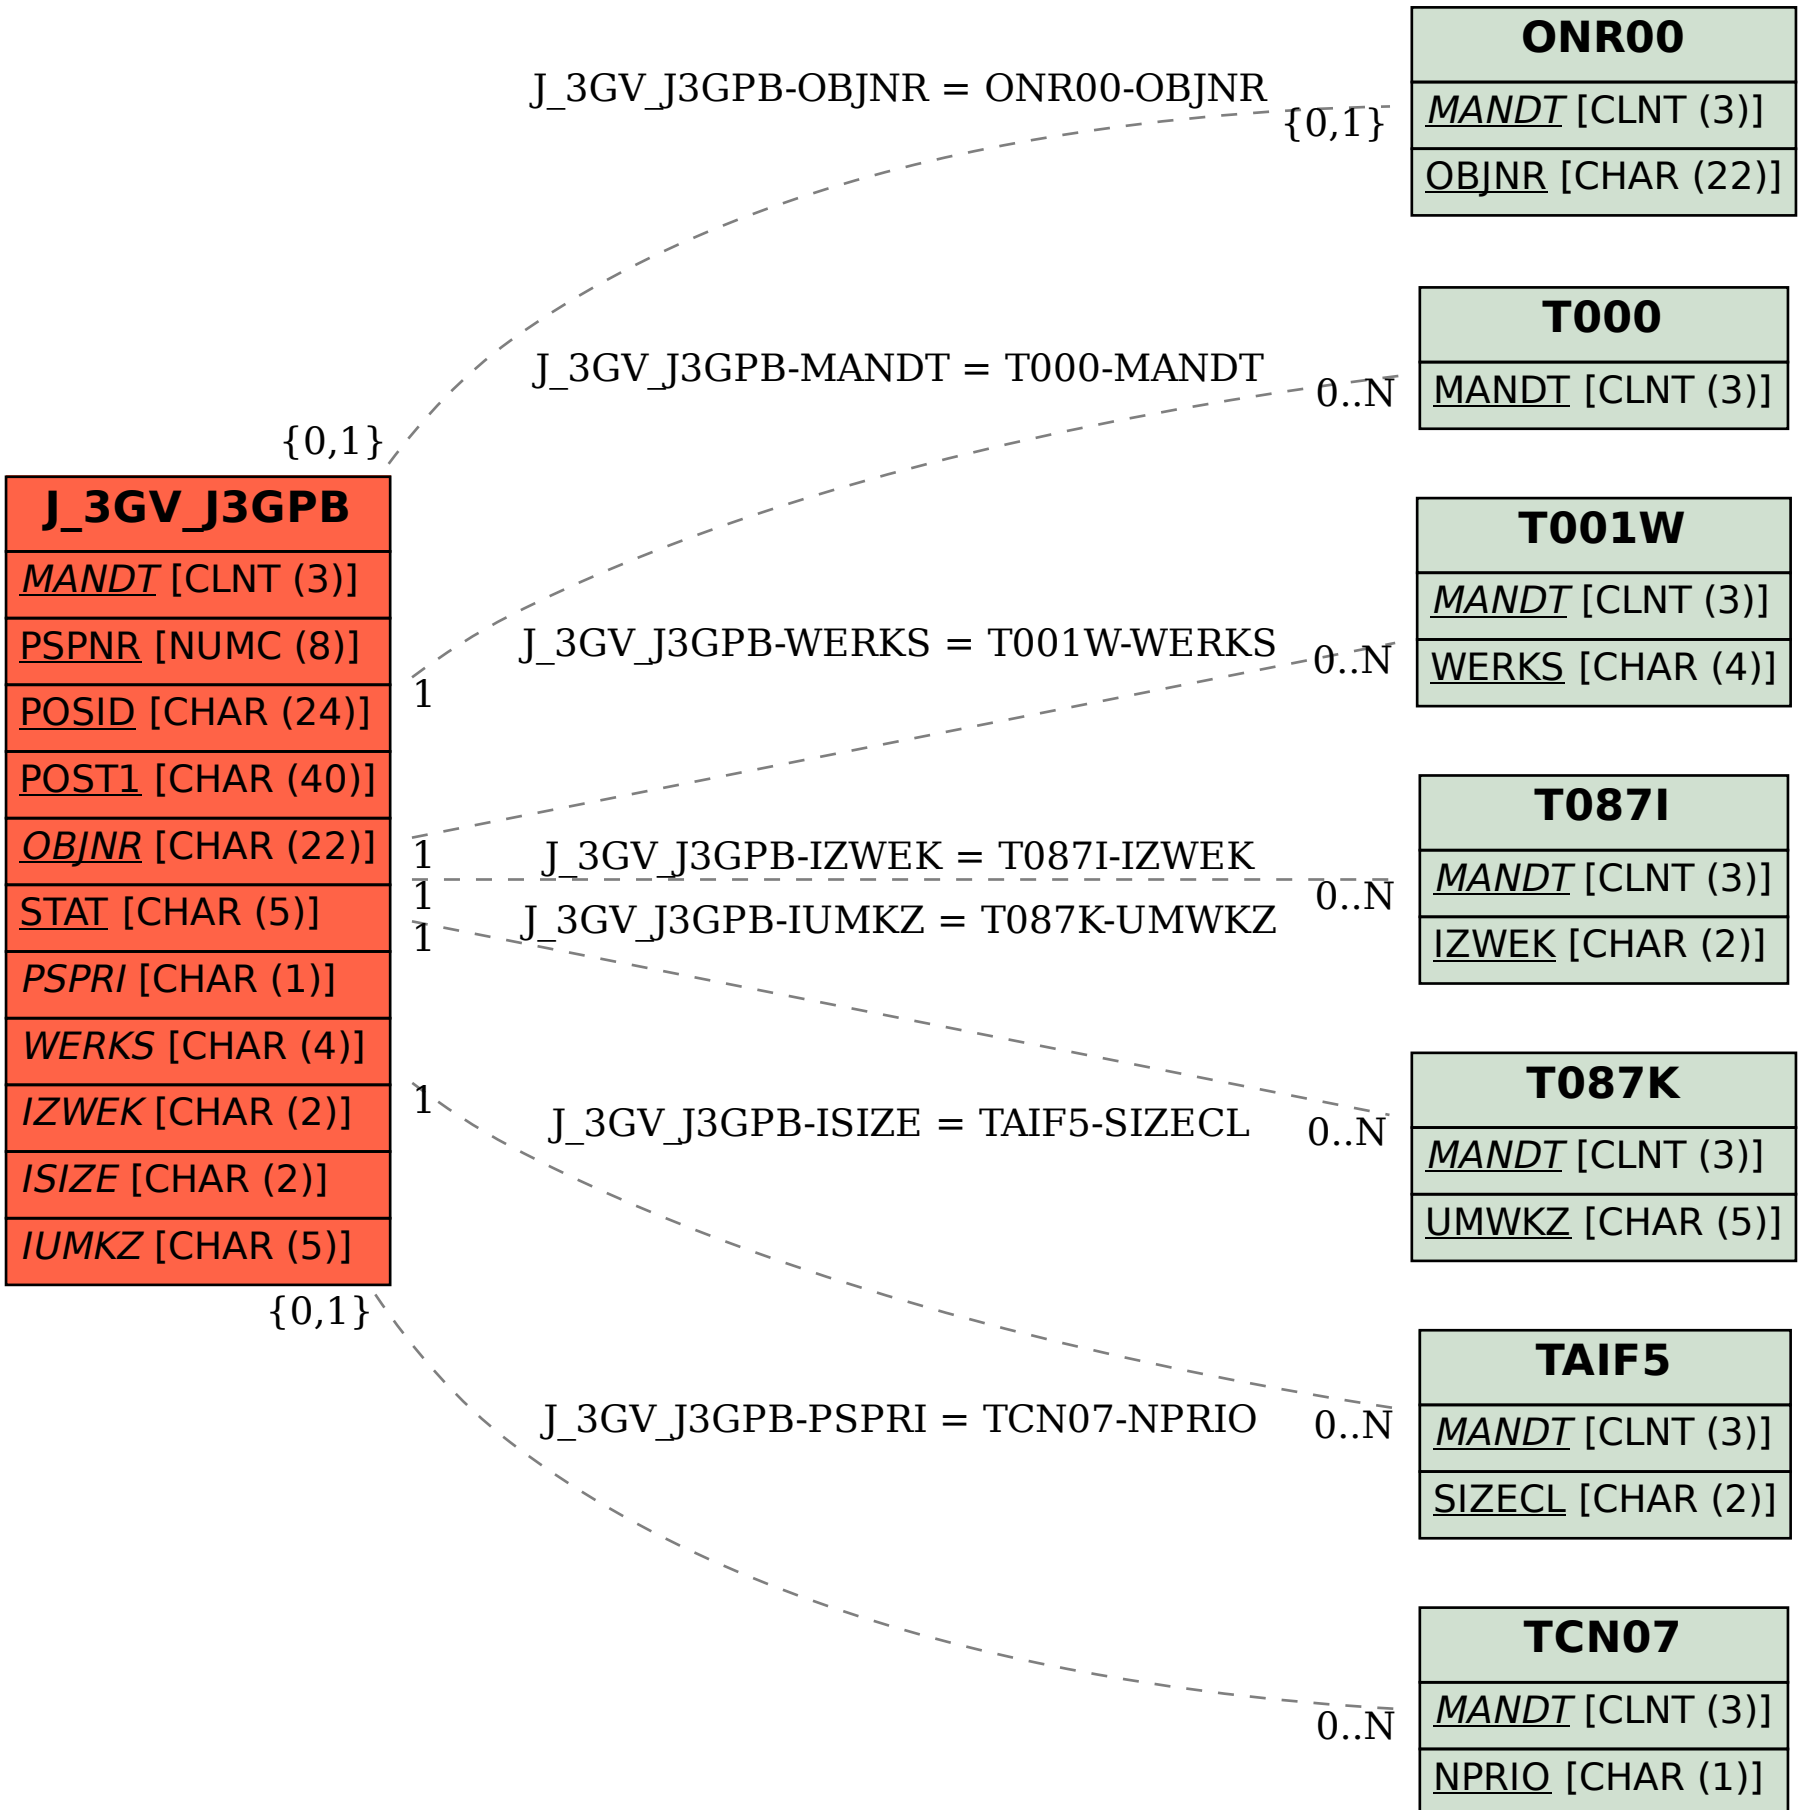 J_3GV_J3GPB
MANDT [CLNT (3)]
PSPNR [NUMC (8)]
POSID [CHAR (24)]
POST1 [CHAR (40)]
OBJNR [CHAR (22)]
STAT [CHAR (5)]
PSPRI [CHAR (1)]
WERKS [CHAR (4)]
IZWEK [CHAR (2)]
ISIZE [CHAR (2)]
IUMKZ [CHAR (5)]
J_3GV_J3GPB-OBJNR = ONR00-OBJNR
{0,1}
{0,1}
J_3GV_J3GPB-MANDT = T000-MANDT
0..N
1
J_3GV_J3GPB-WERKS = T001W-WERKS
0..N
1
J_3GV_J3GPB-IZWEK = T087I-IZWEK
0..N
1
J_3GV_J3GPB-IUMKZ = T087K-UMWKZ
0..N
1
J_3GV_J3GPB-ISIZE = TAIF5-SIZECL
0..N
1
J_3GV_J3GPB-PSPRI = TCN07-NPRIO
0..N
{0,1}
ONR00
MANDT [CLNT (3)]
OBJNR [CHAR (22)]
T000
MANDT [CLNT (3)]
T001W
MANDT [CLNT (3)]
WERKS [CHAR (4)]
T087I
MANDT [CLNT (3)]
IZWEK [CHAR (2)]
T087K
MANDT [CLNT (3)]
UMWKZ [CHAR (5)]
TAIF5
MANDT [CLNT (3)]
SIZECL [CHAR (2)]
TCN07
MANDT [CLNT (3)]
NPRIO [CHAR (1)]